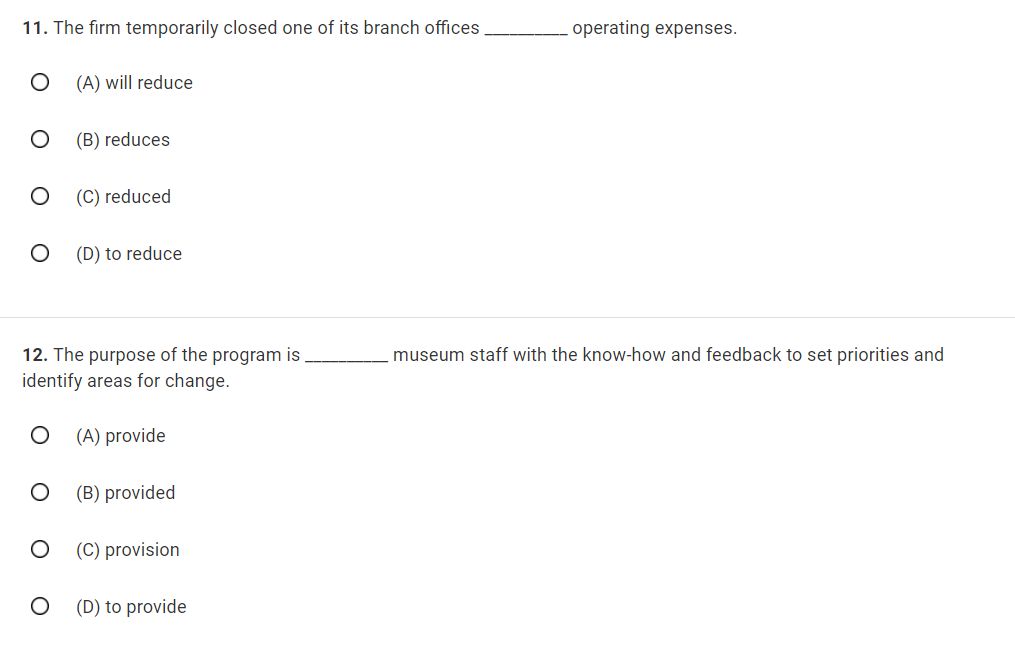 11. The firm temporarily closed one of its branch offices __________ operating expenses.
(A) will reduce
(B) reduces
(C) reduced
(D) to reduce
12. The purpose of the program is __________ museum staff with the know-how and feedback to set priorities and
identify areas for change.
(A) provide
(B) provided
(C) provision
(D) to provide